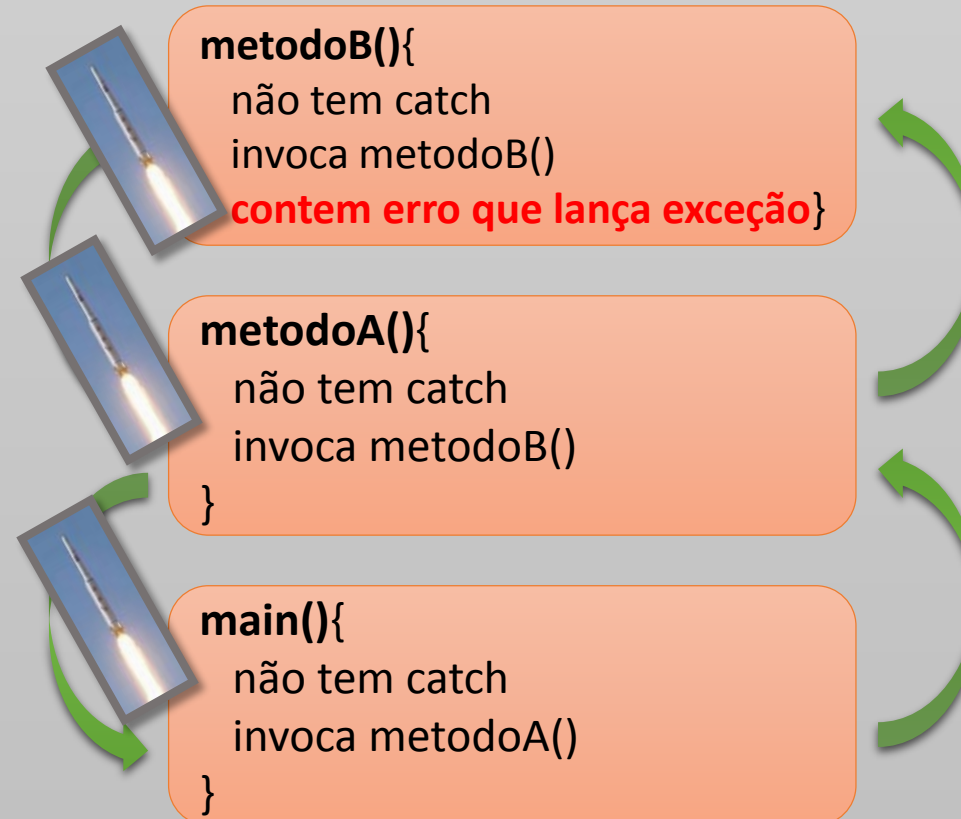 metodoB(){
não tem catch
invoca metodoB()
contem erro que lança exceção}
metodoA(){
não tem catch
invoca metodoB()
}
main(){
não tem catch
invoca metodoA()
}